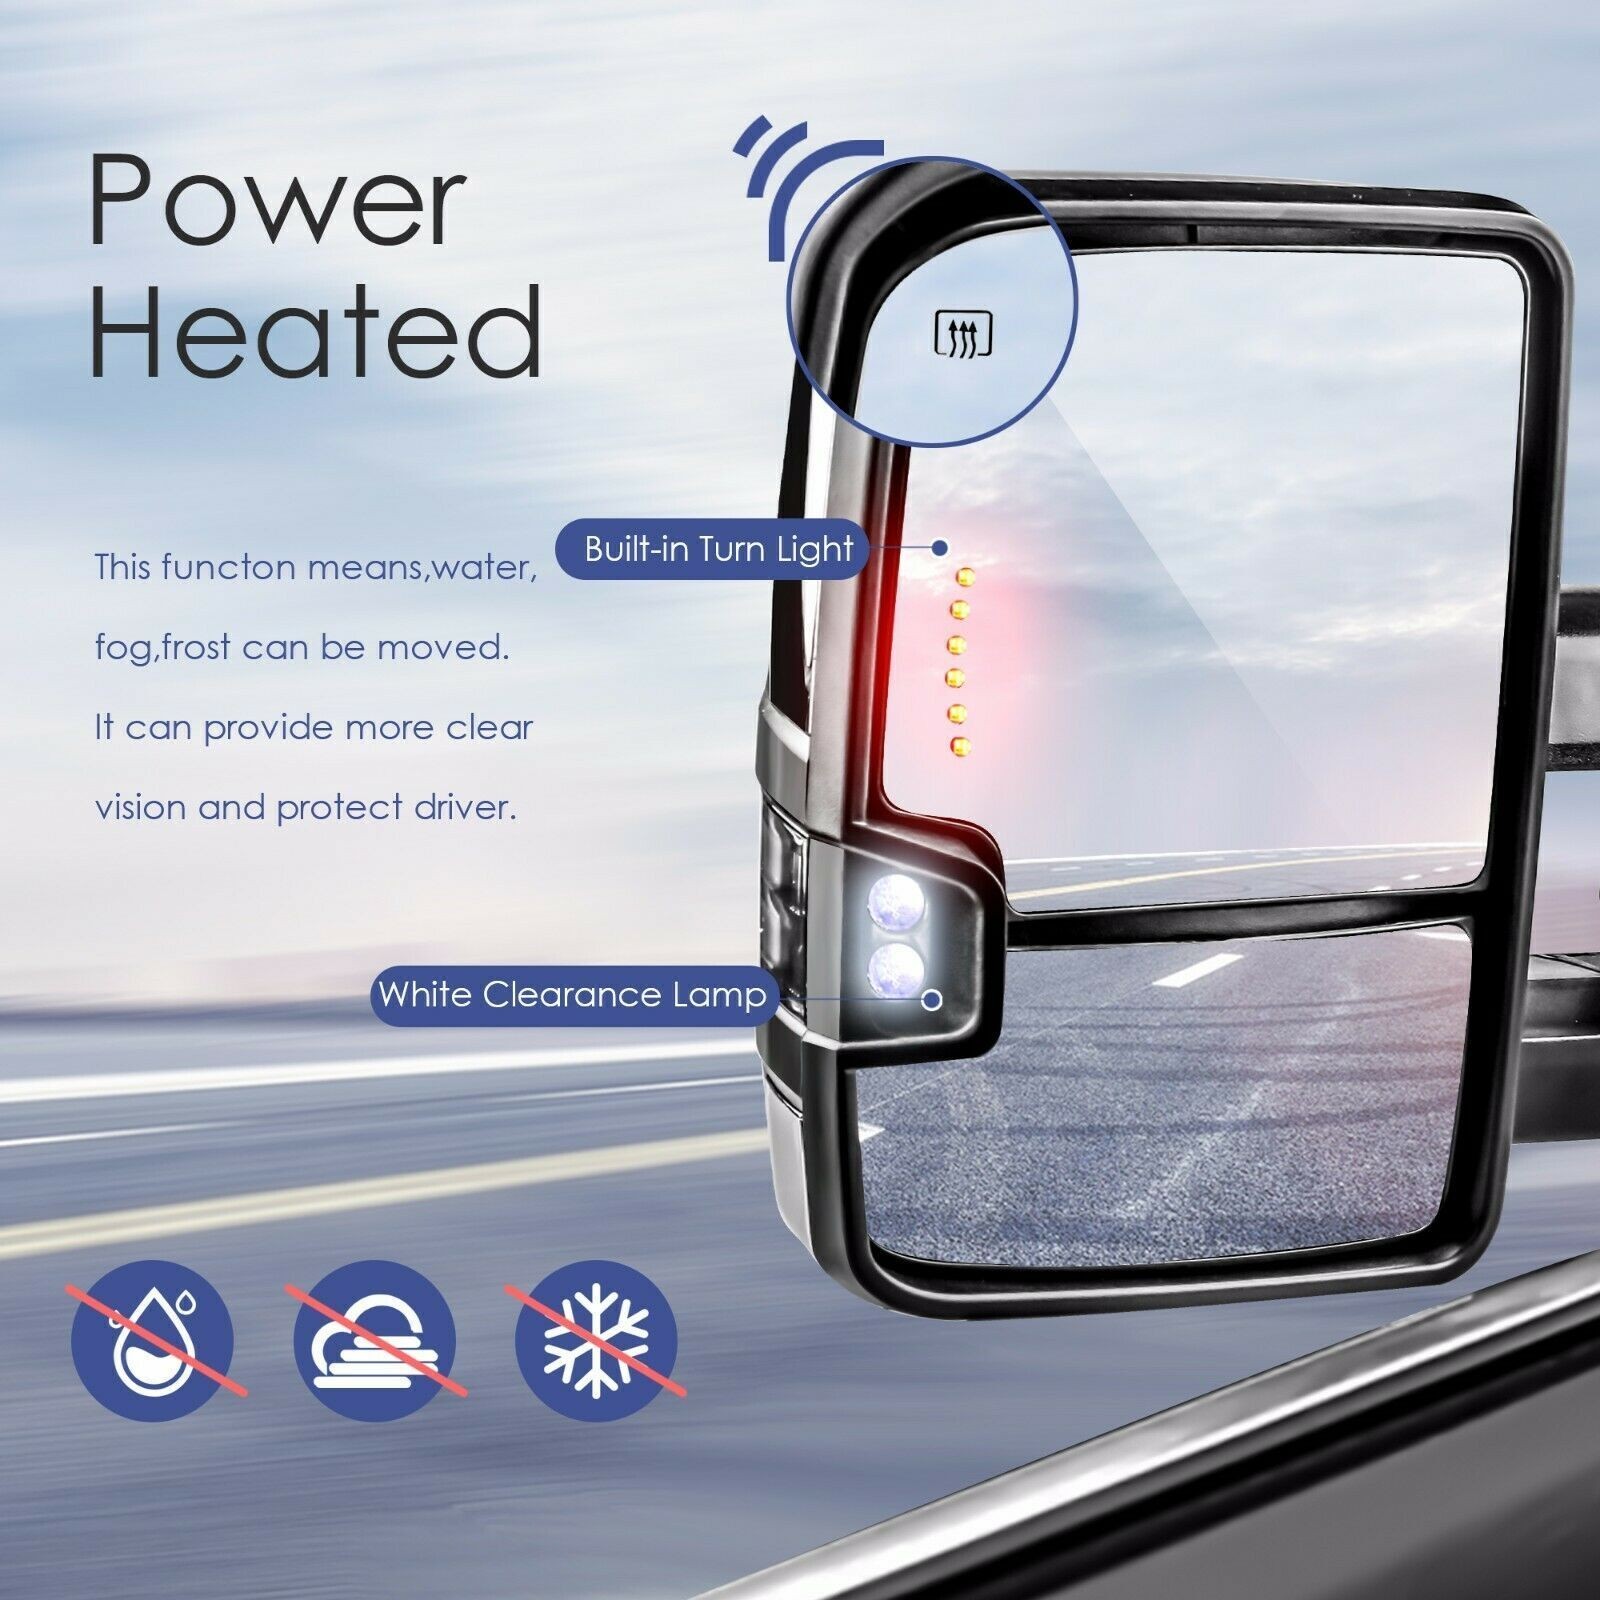 Power
Heated
This functon means,water,
fog,frost can be moved.
It can provide more clear
vision and protect driver.
Built-in Turn Light
White Clearance Lamp